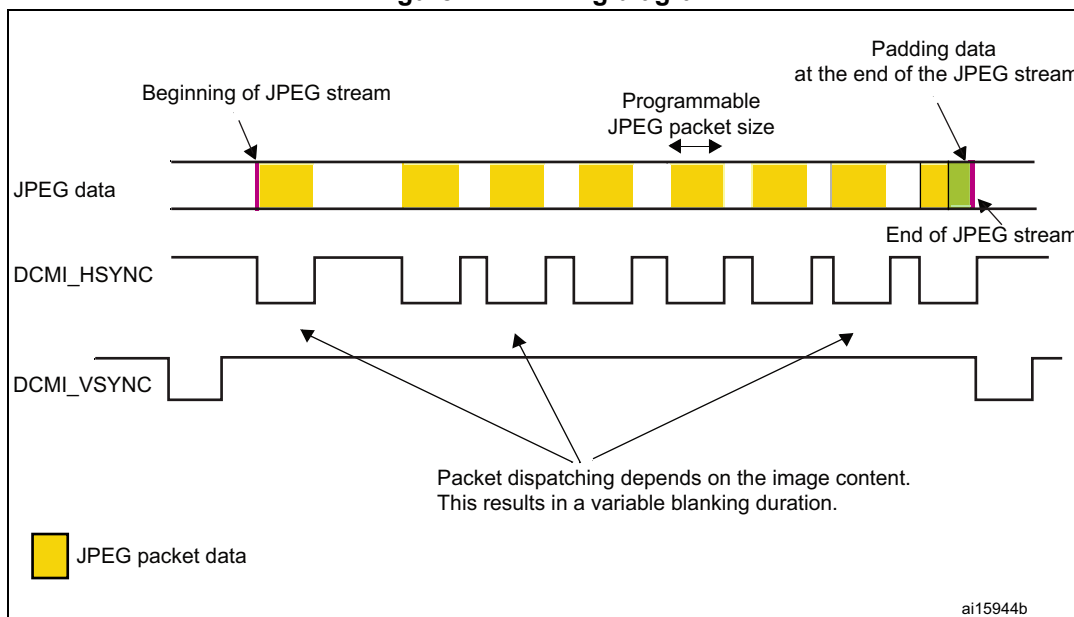 Padding data
at the end of the JPEG stream
Beginning of JPEG stream
Programmable
JPEG packet size
JPEG data
End of JPEG stream
DCMI_HSYNC
DCMI_VSYNC
Packet dispatching depends on the image content.
This results in a variable blanking duration.
JPEG packet data
ai15944b